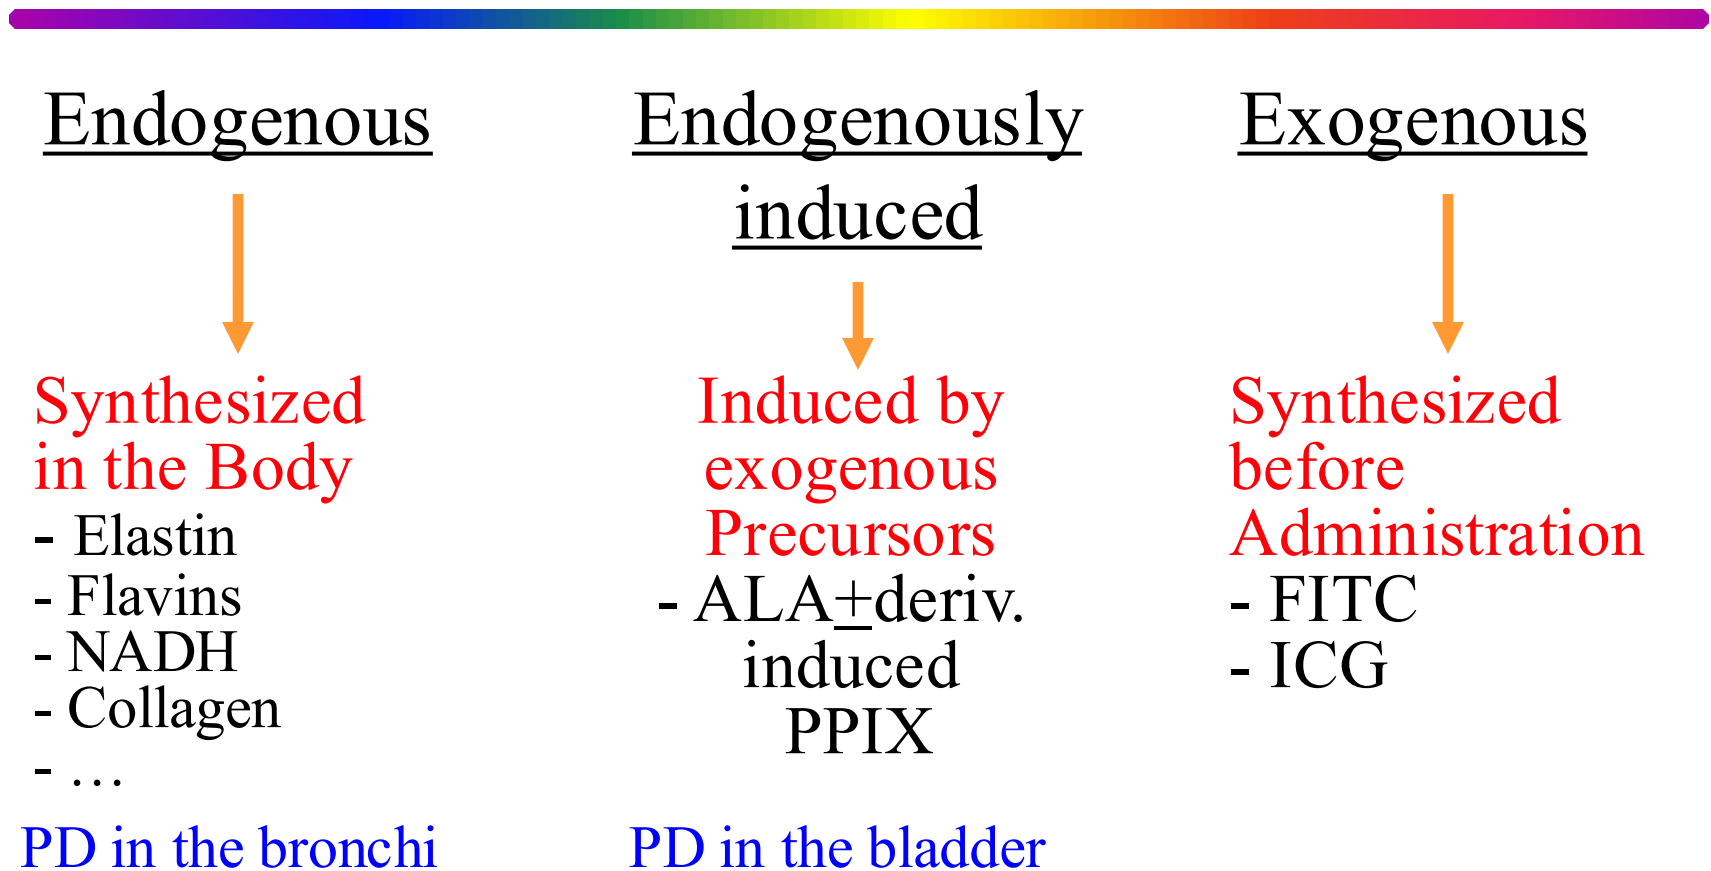 Endogenous
Synthesized
in the Body
- Elastin
- Flavins
- NADH
- Collagen
- …
PD in the bronchi
Endogenously
induced
Induced by
exogenous
Precursors
- ALA±deriv.
induced
PPIX
PD in the bladder
Exogenous
Synthesized
before
Administration
- FITC
- ICG